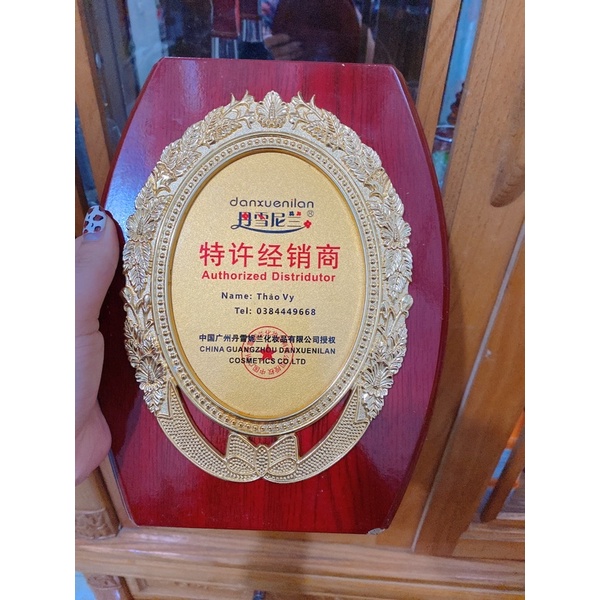 danxuenilan
丹雪尼兰®
特许经销商
Authorized Distridutor
Name: Thảo Vy
Tel: 0384449668
中国广州丹雪妮兰化妆品有限公司授权
CHINA GUANGZHOU DANXUENILAN
COSMETICS CO.LTD